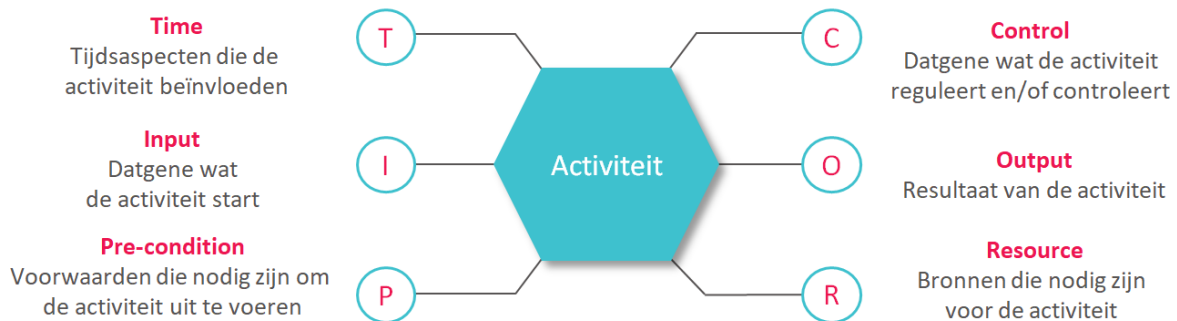 Time
Tijdsaspecten die de
activiteit beïnvloeden
T
Input
Datgene wat
de activiteit start
I
Pre-condition
Voorwaarden die nodig zijn om
de activiteit uit te voeren
P
Activiteit
C
Control
Datgene wat de activiteit
reguleert en/of controleert
O
Output
Resultaat van de activiteit
R
Resource
Bronnen die nodig zijn
voor de activiteit